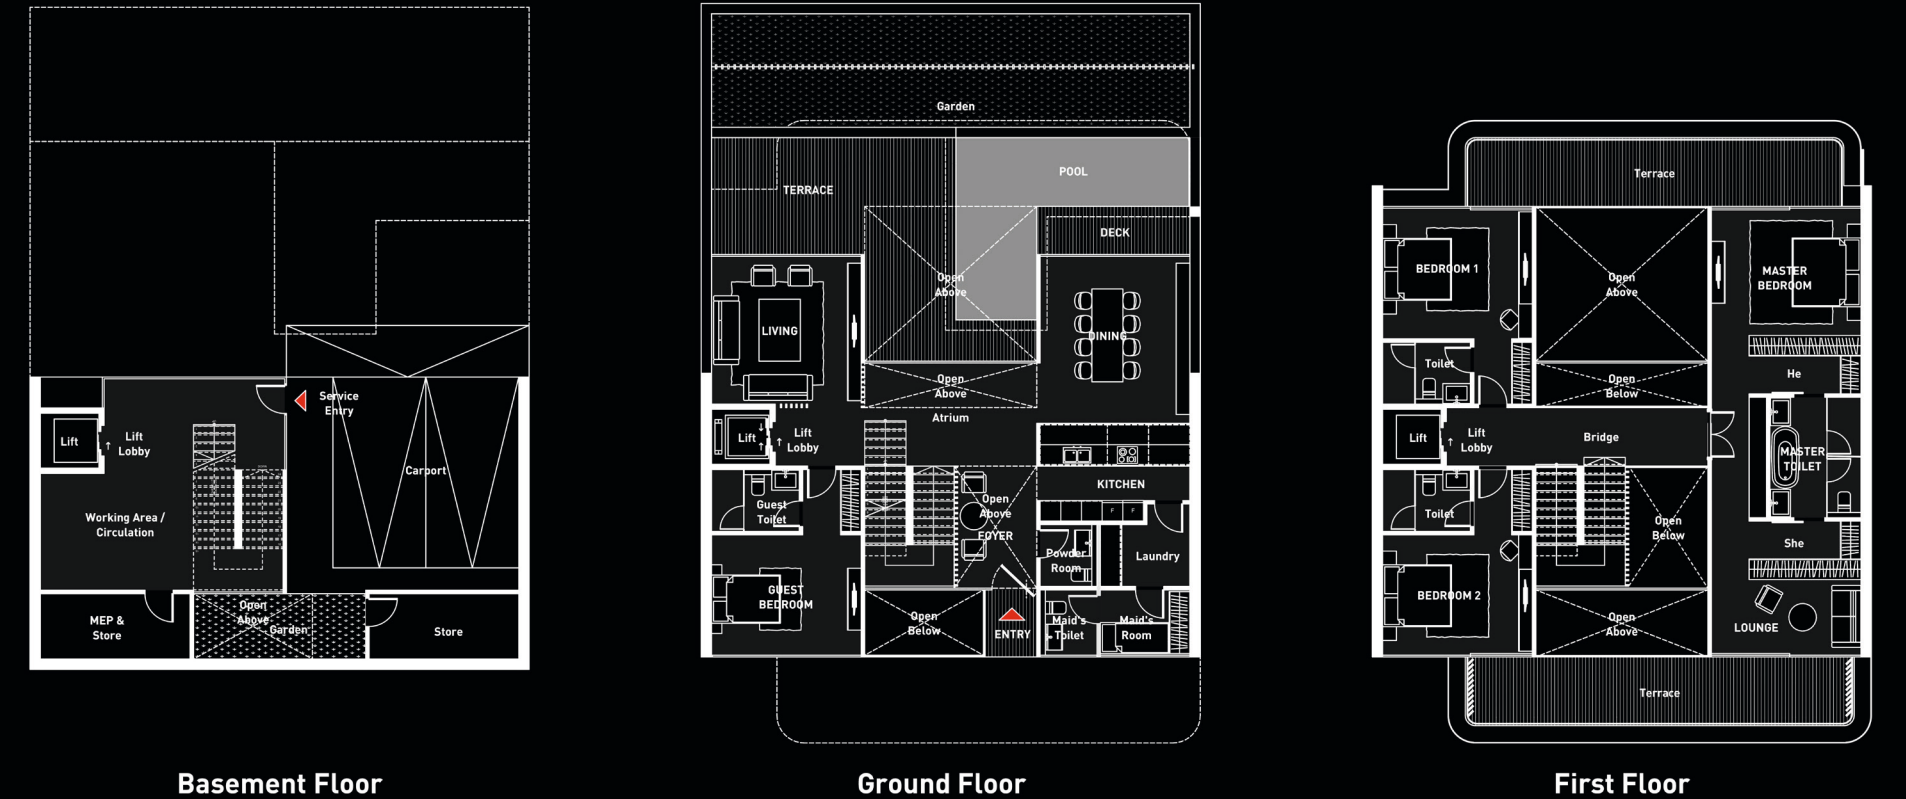 Service
Entry
Lift
Lift
Lobby
Carport
Working Area /
Circulation
MEP &
Store
Open
Above
Garden
Store
Basement Floor
Garden
POOL
TERRACE
DECK
Open
Above
LIVING
DINING
Open
Above
Atrium
Lift
Lift
Lobby
KITCHEN
Guest
Toilet
Open
Above
FOYER
F
F
Powder
Room
Laundry
GUEST
BEDROOM
Open
Below
ENTRY
Maid's
Toilet
Maid's
Room
Ground Floor
Terrace
BEDROOM 1
Open
Above
MASTER
BEDROOM
Toilet
Open
Below
He
Lift
Lift
Lobby
Bridge
MASTER
TOILET
Toilet
Open
Below
She
BEDROOM 2
Open
Above
LOUNGE
Terrace
First Floor